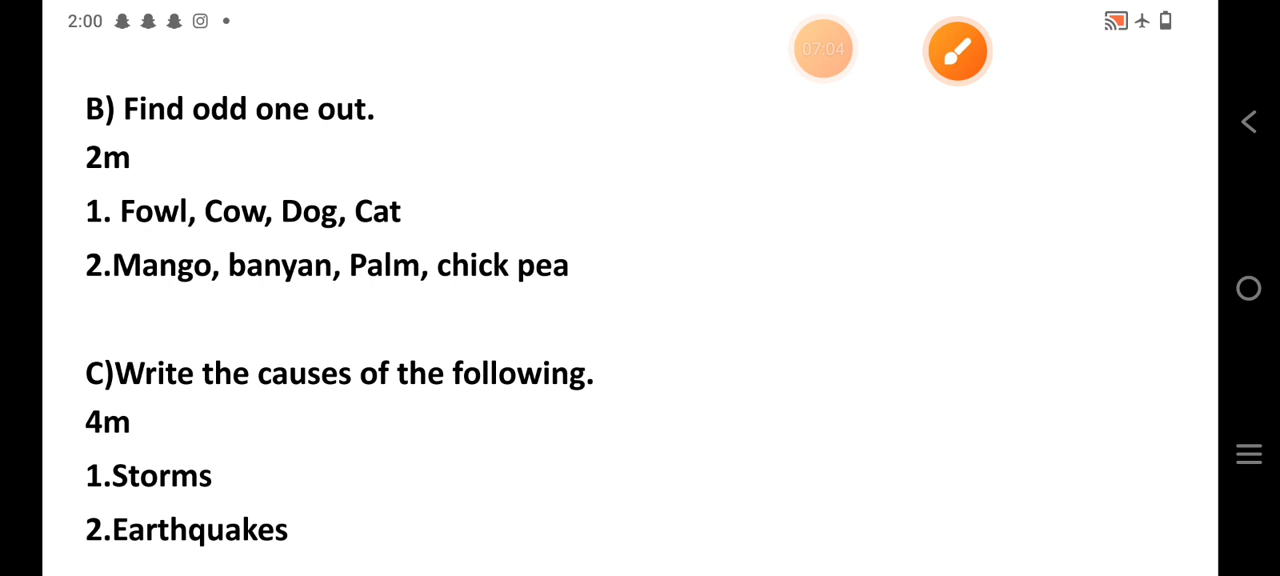 2:00
07:04
B) Find odd one out.
2m
1. Fowl, Cow, Dog, Cat
2.Mango, banyan, Palm, chick pea
C)Write the causes of the following.
4m
1.Storms
2.Earthquakes